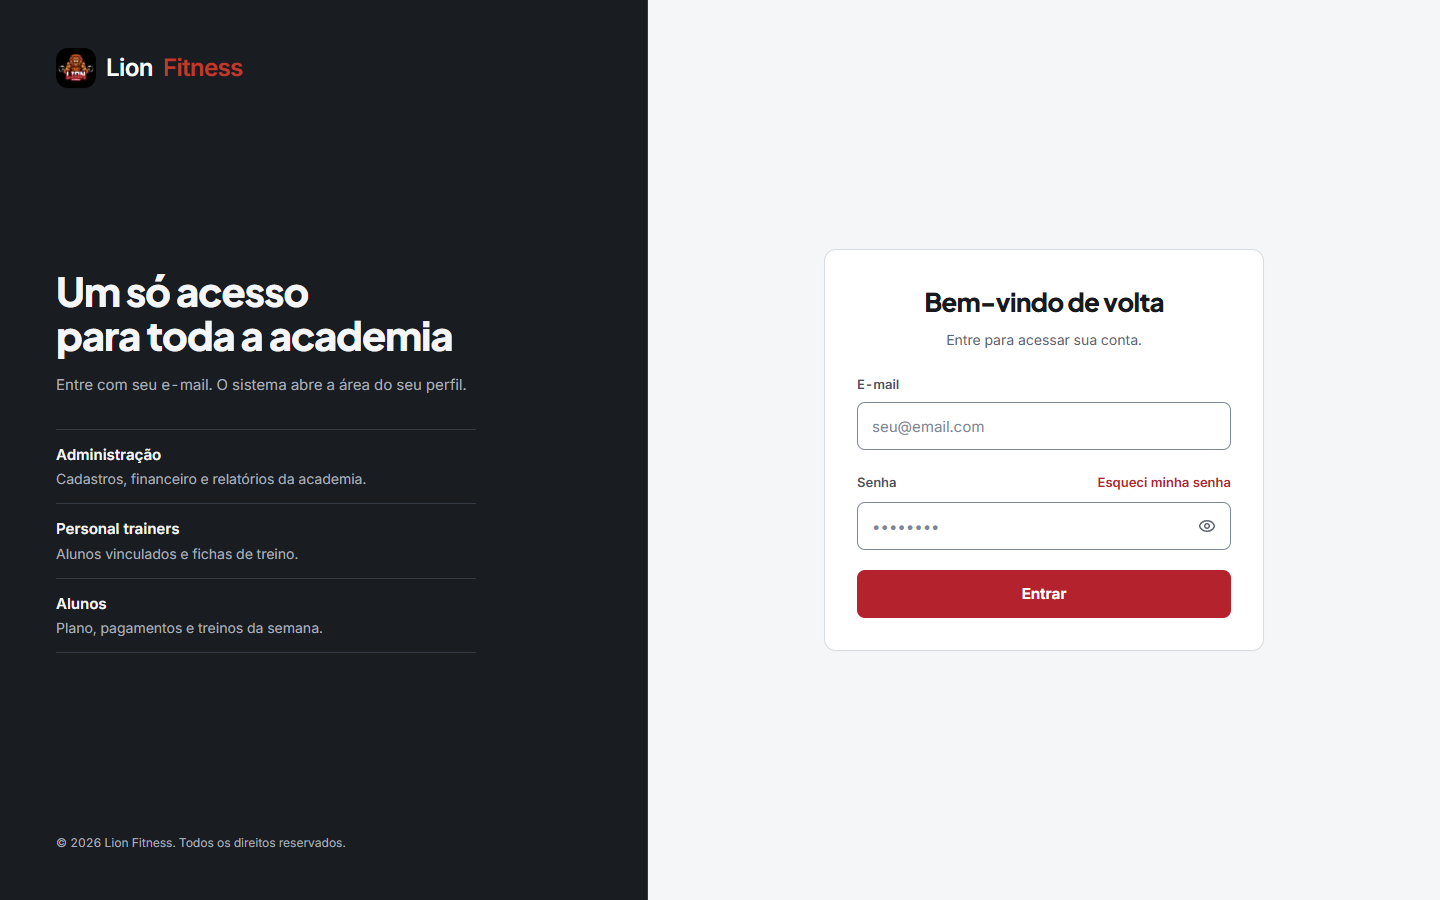 LION
Lion Fitness
Um só acesso
para toda a academia
Entre com seu e-mail. O sistema abre a área do seu perfil.
Administração
Cadastros, financeiro e relatórios da academia.
Personal trainers
Alunos vinculados e fichas de treino.
Alunos
Plano, pagamentos e treinos da semana.
© 2026 Lion Fitness. Todos os direitos reservados.
Bem-vindo de volta
Entre para acessar sua conta.
E-mail
seu@email.com
Senha
Esqueci minha senha
••••••••
Entrar